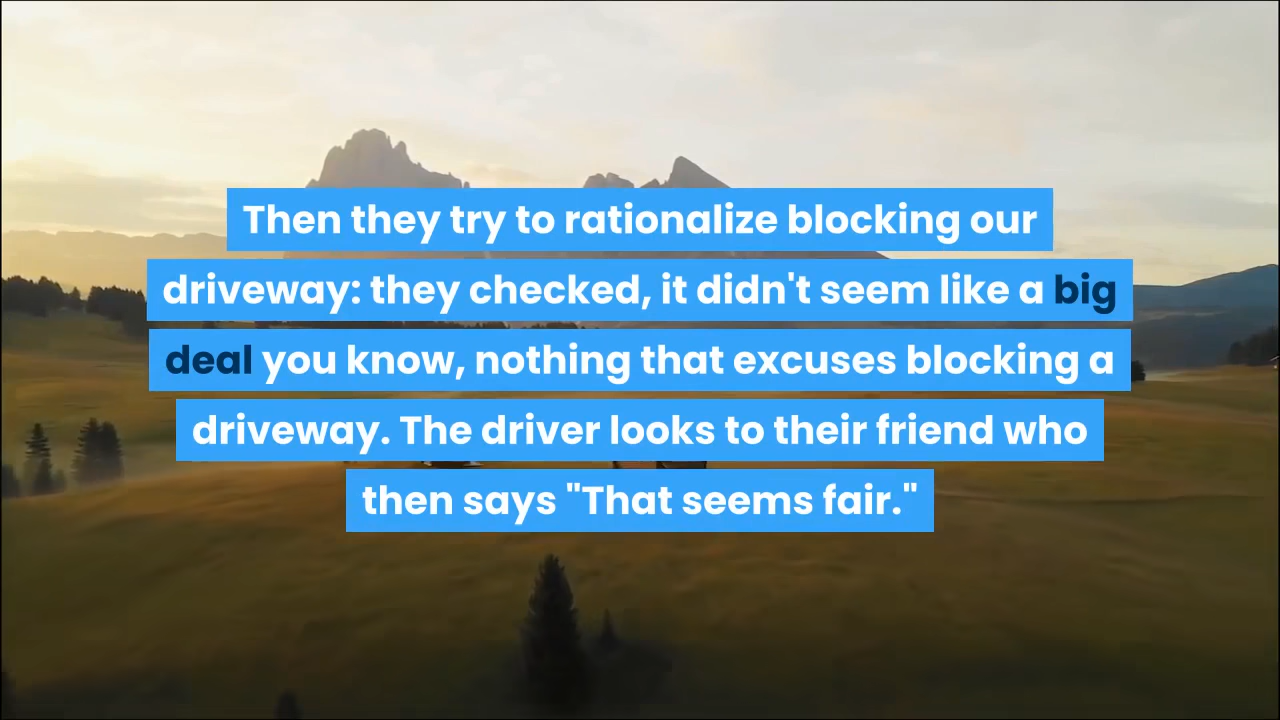 Then they try to rationalize blocking our
driveway: they checked, it didn't seem like a big
deal you know, nothing that excuses blocking a
driveway. The driver looks to their friend who
then says "That seems fair."